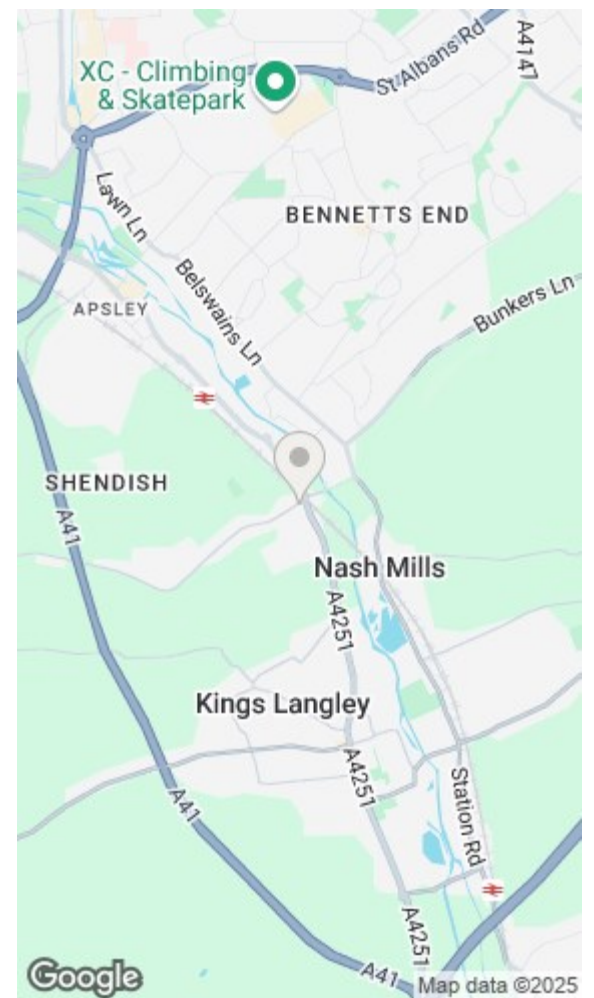 A4147
St Albans Rd
XC - Climbing
& Skatepark
Lawn Ln
BENNETTS END
Belswains Ln
Bunkers Ln
APSLEY
SHENDISH
A41
Nash Mills
A4251
Kings Langley
A4251
A41
Station Rd
A4251
A41
Google
Map data ©2025